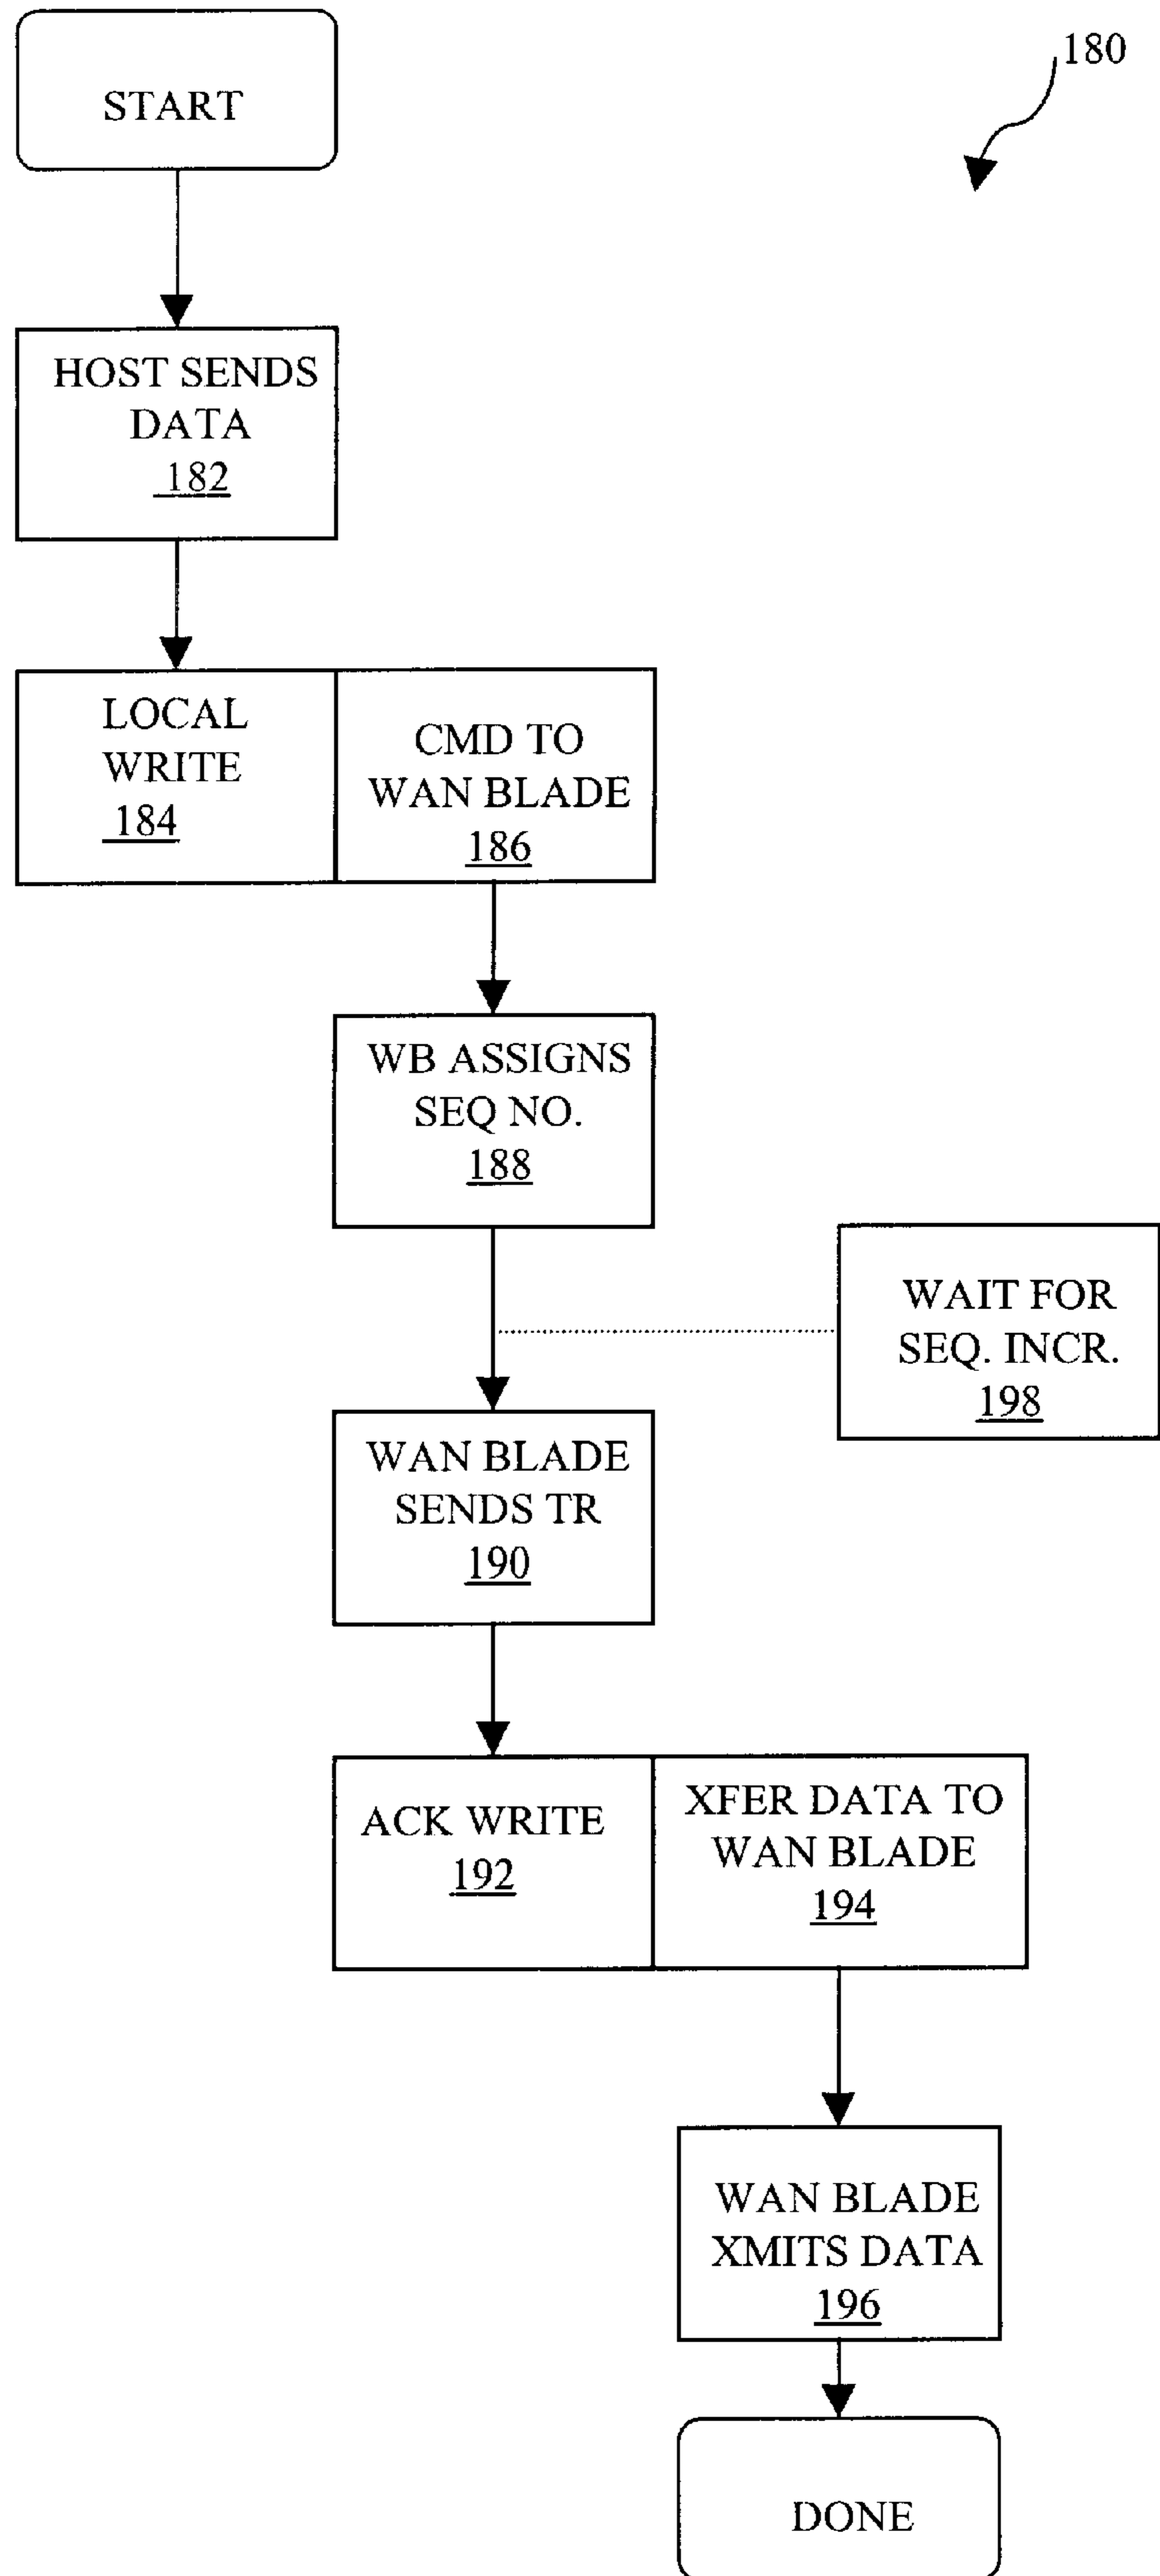 180
START
HOST SENDS
DATA
182
LOCAL
WRITE
184
CMD TO
WAN BLADE
186
WB ASSIGNS
SEQ NO.
188
WAIT FOR
SEQ. INCR.
198
WAN BLADE
SENDS TR
190
ACK WRITE
192
XFER DATA TO
WAN BLADE
194
WAN BLADE
XMITS DATA
196
DONE